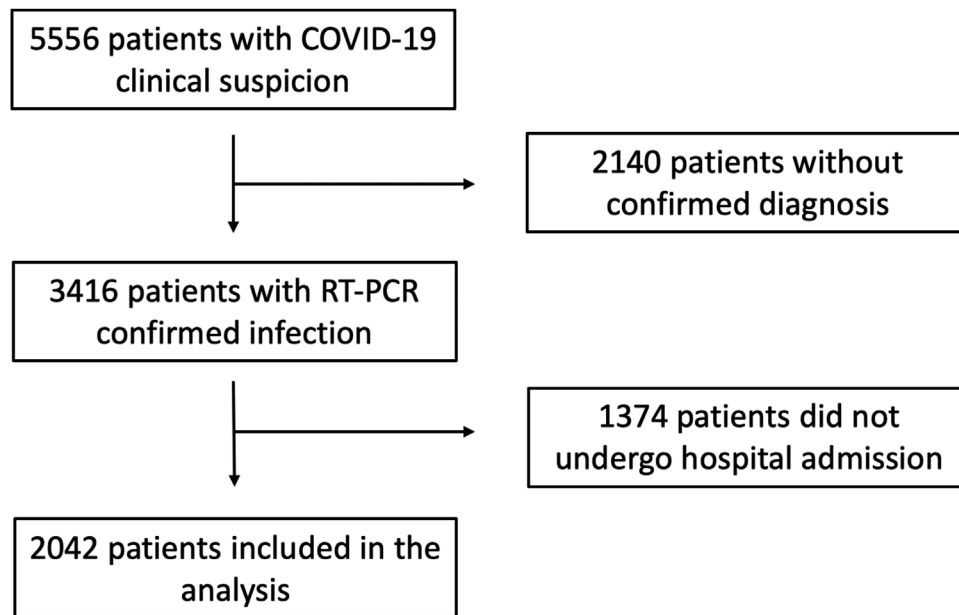 5556 patients with COVID-19
clinical suspicion
2140 patients without
confirmed diagnosis
3416 patients with RT-PCR
confirmed infection
1374 patients did not
undergo hospital admission
2042 patients included in the
analysis